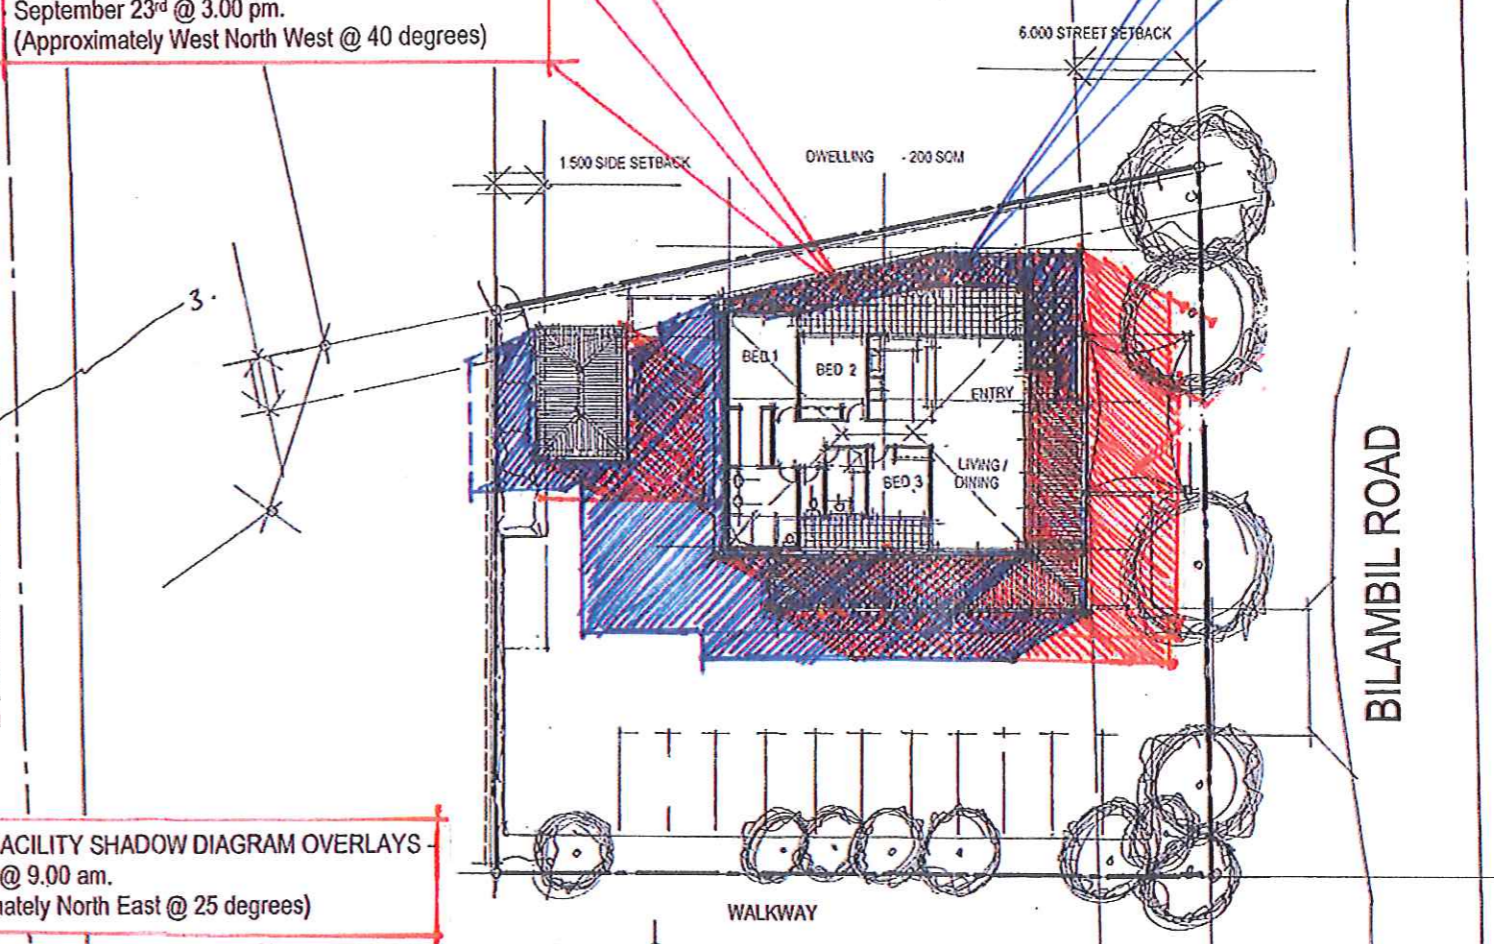 September 23rd @ 3.00 pm.
(Approximately West North West @ 40 degrees)
6.000 STREET SETBACK
1.500 SIDE SETBACK
DWELLING - 200 SQM
3.
BED 1
BED 2
ENTRY
LIVING /
DINING
BED 3
BILAMBIL ROAD
ACILITY SHADOW DIAGRAM OVERLAYS -
@ 9.00 am.
nately North East @ 25 degrees)
WALKWAY